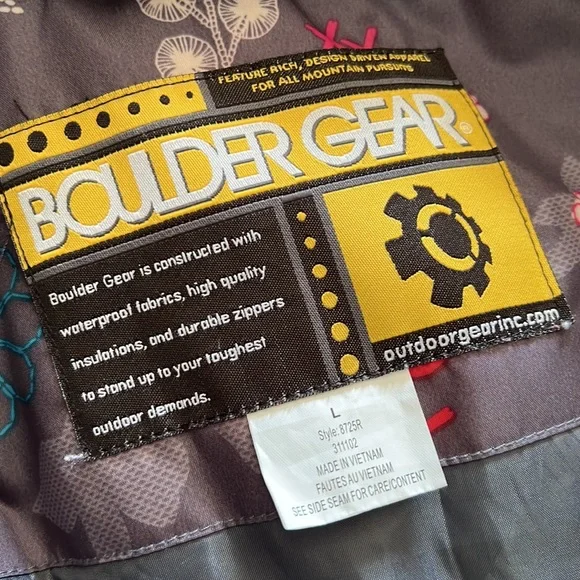 FEATURE RICH, DESIGN DRIVEN APPAREL
FOR ALL MOUNTAIN PURSUITS
BOULDER GEAR®
Boulder Gear is constructed with
waterproof fabrics, high quality
insulations, and durable zippers
to stand up to your toughest
outdoor demands.
outdoorgearinc.com
L
Style: 8725R
311102
MADE IN VIETNAM
FAUTES AU VIETNAM
SEE SIDE SEAM FOR CARE/CONTENT